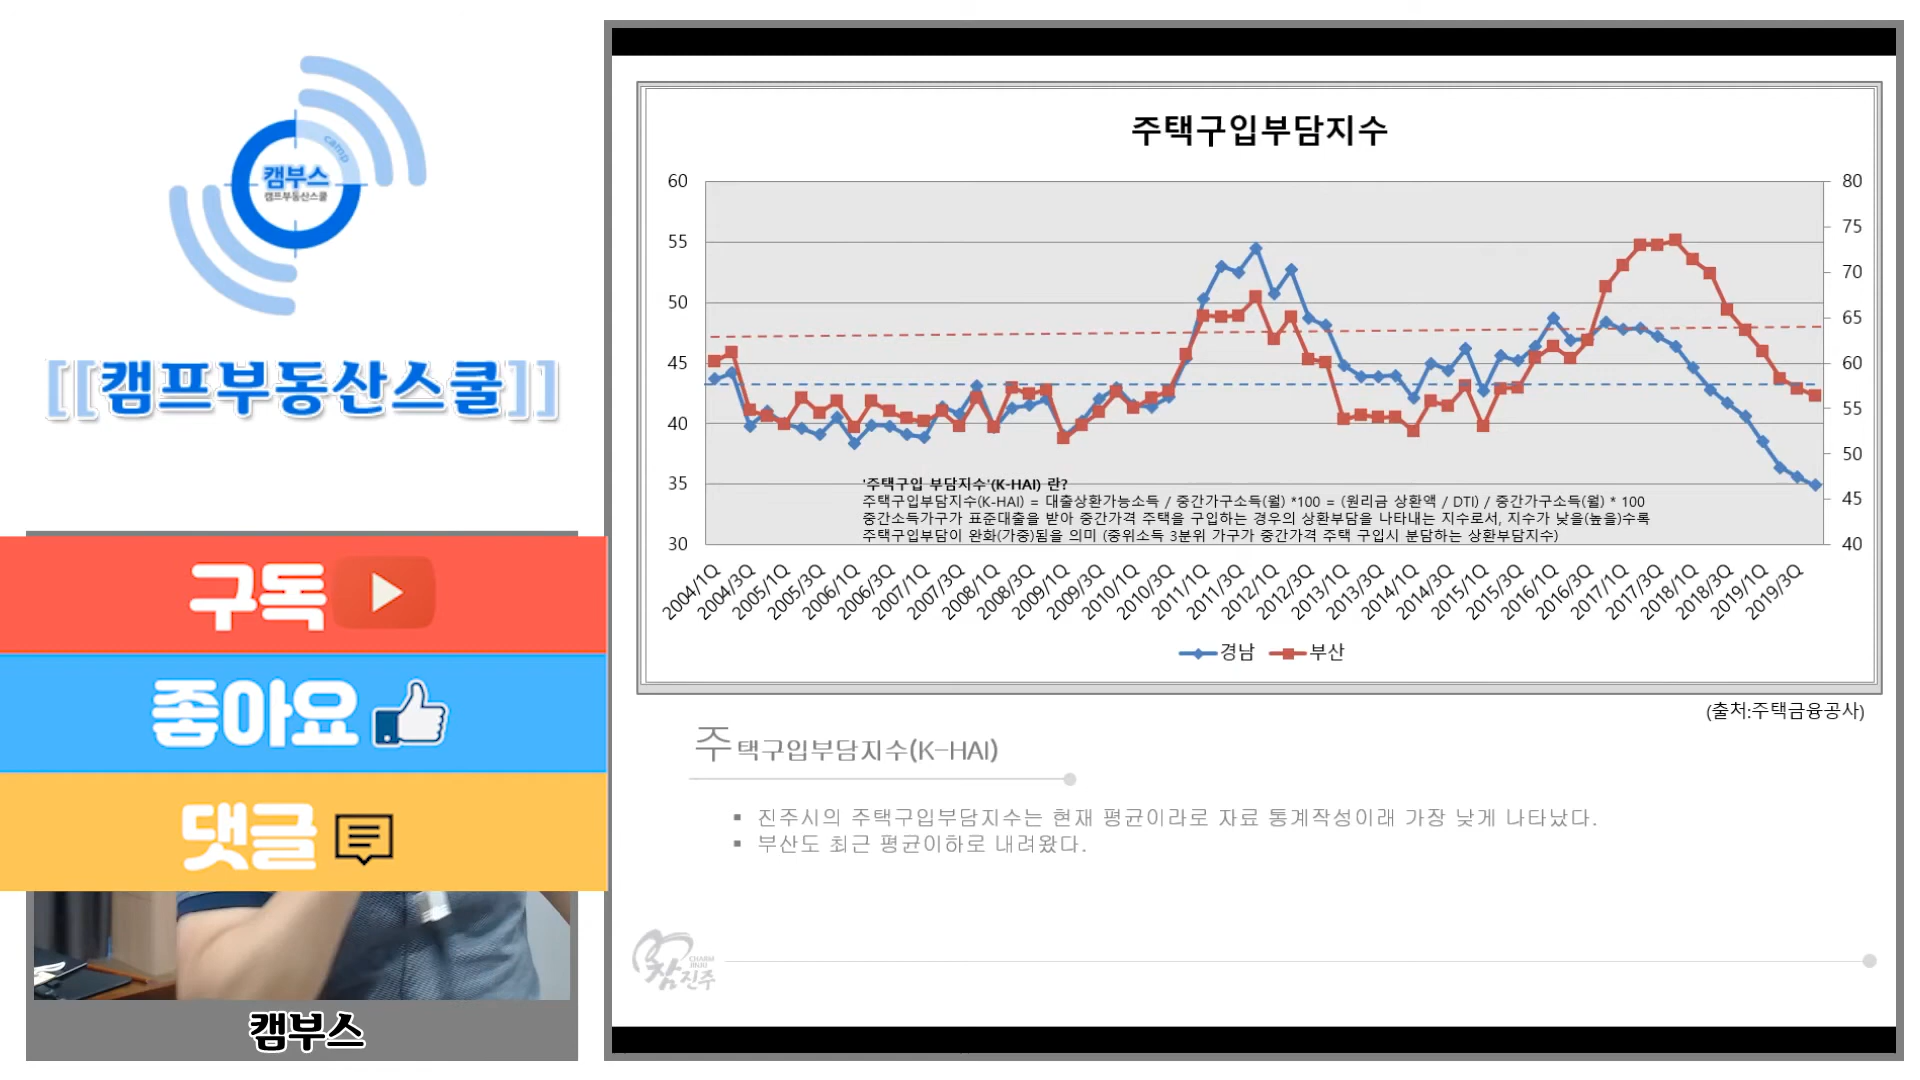 camp
캠부스
캠프부동산스쿨
[[캠프부동산스쿨]]
구독
좋아요
댓글
캠부스
주택구입부담지수
60
55
50
45
40
35
30
80
75
70
65
60
55
50
45
40
'주택구입 부담지수'(K-HAI) 란?
주택구입부담지수(K-HAI) = 대출상환가능소득 / 중간가구소득(월) *100 = (원리금 상환액 / DTI) / 중간가구소득(월) * 100
중간소득가구가 표준대출을 받아 중간가격 주택을 구입하는 경우의 상환부담을 나타내는 지수로서, 지수가 낮을(높을)수록
주택구입부담이 완화(가중)됨을 의미 (중위소득 3분위 가구가 중간가격 주택 구입시 분담하는 상환부담지수)
2004/1Q
2004/3Q
2005/1Q
2005/3Q
2006/1Q
2006/3Q
2007/1Q
2007/3Q
2008/1Q
2008/3Q
2009/1Q
2009/3Q
2010/1Q
2010/3Q
2011/1Q
2011/3Q
2012/1Q
2012/3Q
2013/1Q
2013/3Q
2014/1Q
2014/3Q
2015/1Q
2015/3Q
2016/1Q
2016/3Q
2017/1Q
2017/3Q
2018/1Q
2018/3Q
2019/1Q
2019/3Q
경남 부산
(출처:주택금융공사)
주택구입부담지수(K-HAI)
▪ 진주시의 주택구입부담지수는 현재 평균이라로 자료 통계작성이래 가장 낮게 나타났다.
▪ 부산도 최근 평균이하로 내려왔다.
CHARM
JINJU
참진주